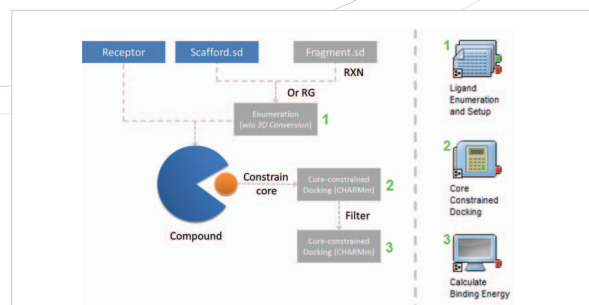 Receptor
Scafford.sd
Fragment.sd
RXN
Or RG
Enumeration
(w/o 3D Conversion)
1
Constrain
core
Core-constrained
Docking (CHARMm)
2
Filter
Compound
Core-constrained
Docking (CHARMm)
3
1
Ligand
Enumeration
and Setup
2
Core
Constrained
Docking
3
Calculate
Binding Energy